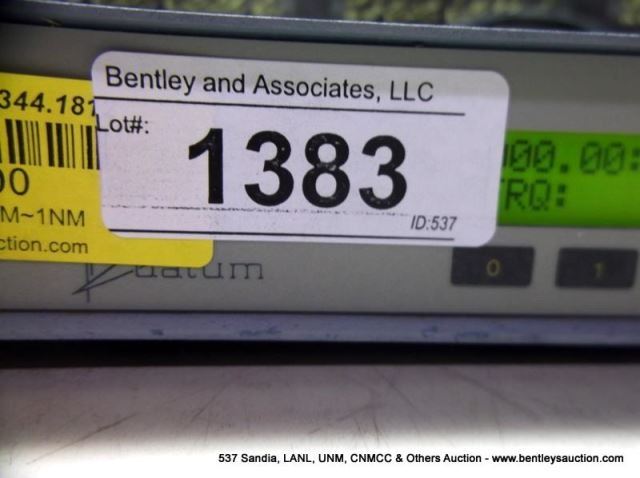 Bentley and Associates, LLC
344.181
Lot#:
1383
ID:537
00
M~1NM
ction.com
00.00:
RQ:
datum
0 1
537 Sandia, LANL, UNM, CNMCC & Others Auction - www.bentleysauction.com